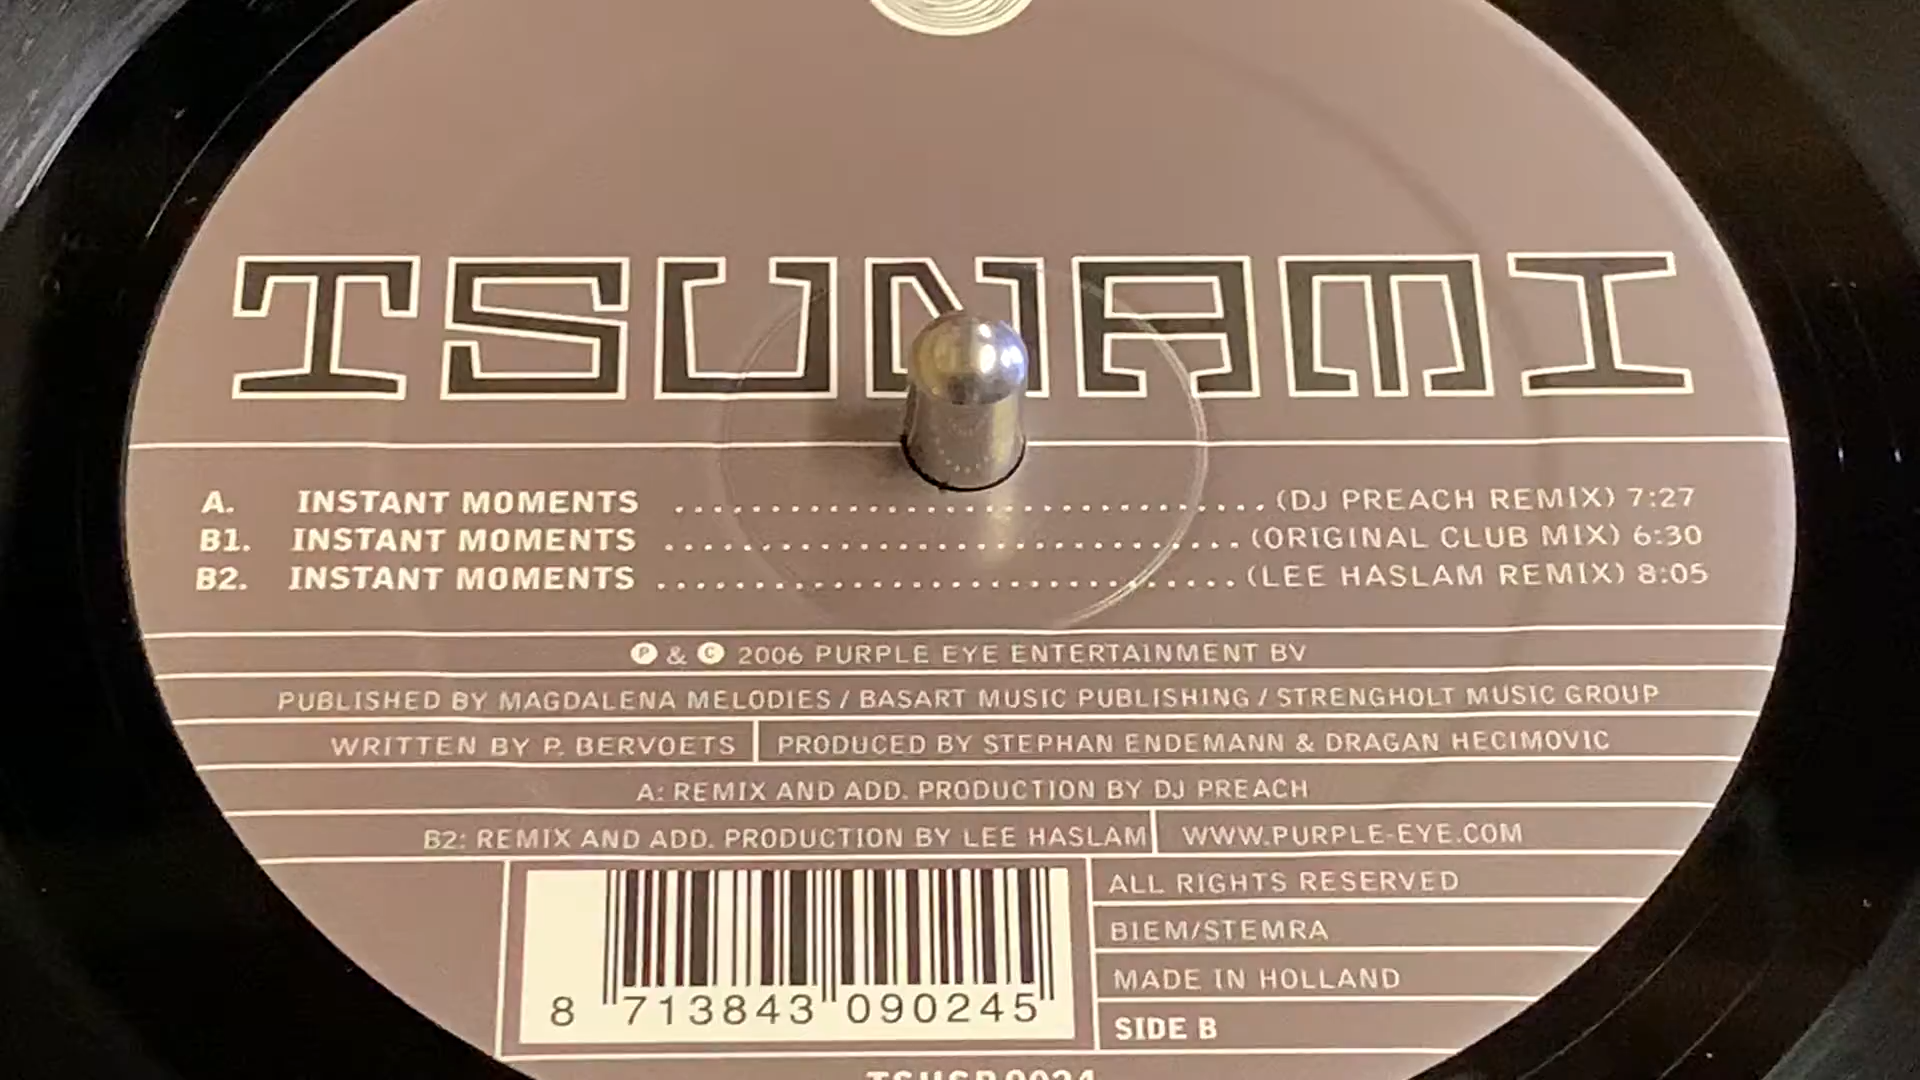 TSUNAMI
A. INSTANT MOMENTS ........................................ (DJ PREACH REMIX) 7:27
B1. INSTANT MOMENTS ........................................ (ORIGINAL CLUB MIX) 6:30
B2. INSTANT MOMENTS ........................................ (LEE HASLAM REMIX) 8:05
Ⓟ & © 2006 PURPLE EYE ENTERTAINMENT BV
PUBLISHED BY MAGDALENA MELODIES / BASART MUSIC PUBLISHING / STRENGHOLT MUSIC GROUP
WRITTEN BY P. BERVOETS
PRODUCED BY STEPHAN ENDEMANN & DRAGAN HECIMOVIC
A: REMIX AND ADD. PRODUCTION BY DJ PREACH
B2: REMIX AND ADD. PRODUCTION BY LEE HASLAM
WWW.PURPLE-EYE.COM
8 713843 090245
ALL RIGHTS RESERVED
BIEM/STEMRA
MADE IN HOLLAND
SIDE B